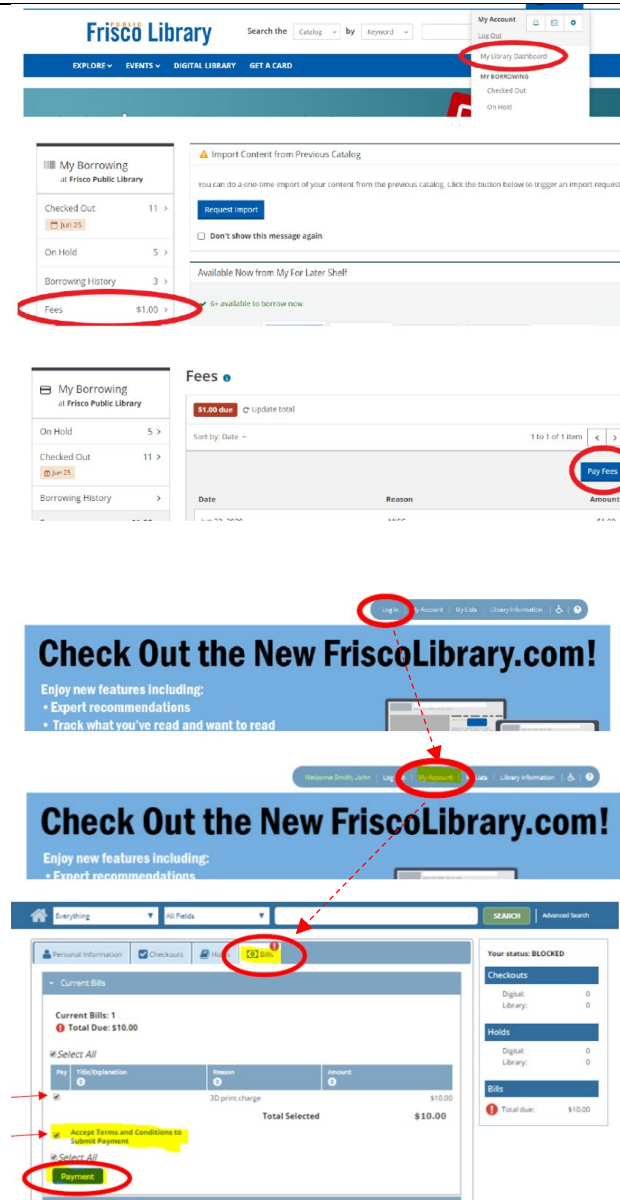 Frisco Library
PUBLIC
Search the Catalog by Keyword
My Account
Log Out
My Library Dashboard
MY BORROWING
Checked Out
On Hold
EXPLORE EVENTS DIGITAL LIBRARY GET A CARD
My Borrowing
at Frisco Public Library
Checked Out 11 >
Jun 25
On Hold 5 >
Borrowing History 3 >
Fees $1.00 >
Import Content from Previous Catalog
You can do a one-time import of your content from the previous catalog. Click the button below to trigger an import request
Request Import
Don't show this message again
Available Now from My For Later Shelf
6+ available to borrow now
My Borrowing
at Frisco Public Library
On Hold 5 >
Checked Out 11 >
Jun 25
Borrowing History >
Fees
$1.00 due Update total
Sort by: Date
1 to 1 of 1 item < >
Pay Fees
Date Reason Amount
Log In | My Account | My Lists | Library Information
Check Out the New FriscoLibrary.com!
Enjoy new features including:
• Expert recommendations
• Track what you've read and want to read
Welcome Smith, John | Log | My Account | Lists | Library Information
Check Out the New FriscoLibrary.com!
Enjoy new features including:
• Expert recommendations
Everything All Fields SEARCH Advanced Search
Personal Information Checkouts Bills
Current Bills
Current Bills: 1
Total Due: $10.00
Select All
Pay Title/Explanation Reason Amount
3D print charge $10.00
Total Selected $10.00
Accept Terms and Conditions to
Submit Payment
Select All
Payment
Your status: BLOCKED
Checkouts
Digital: 0
Library: 0
Holds
Digital: 0
Library: 0
Bills
Total due: $10.00